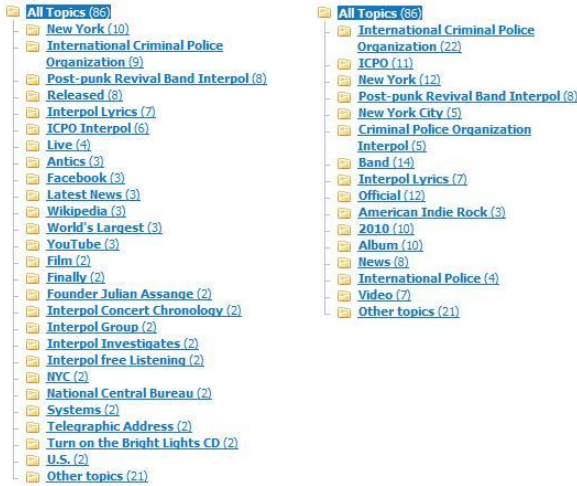 All Topics (86)
New York (10)
International Criminal Police
Organization (9)
Post-punk Revival Band Interpol (8)
Released (8)
Interpol Lyrics (7)
ICPO Interpol (6)
Live (4)
Antics (3)
Facebook (3)
Latest News (3)
Wikipedia (3)
World's Largest (3)
YouTube (3)
Film (2)
Finally (2)
Founder Julian Assange (2)
Interpol Concert Chronology (2)
Interpol Group (2)
Interpol Investigates (2)
Interpol free Listening (2)
NYC (2)
National Central Bureau (2)
Systems (2)
Telegraphic Address (2)
Turn on the Bright Lights CD (2)
U.S. (2)
Other topics (21)
All Topics (86)
International Criminal Police
Organization (22)
ICPO (11)
New York (12)
Post-punk Revival Band Interpol (8)
New York City (5)
Criminal Police Organization
Interpol (5)
Band (14)
Interpol Lyrics (7)
Official (12)
American Indie Rock (3)
2010 (10)
Album (10)
News (8)
International Police (4)
Video (7)
Other topics (21)